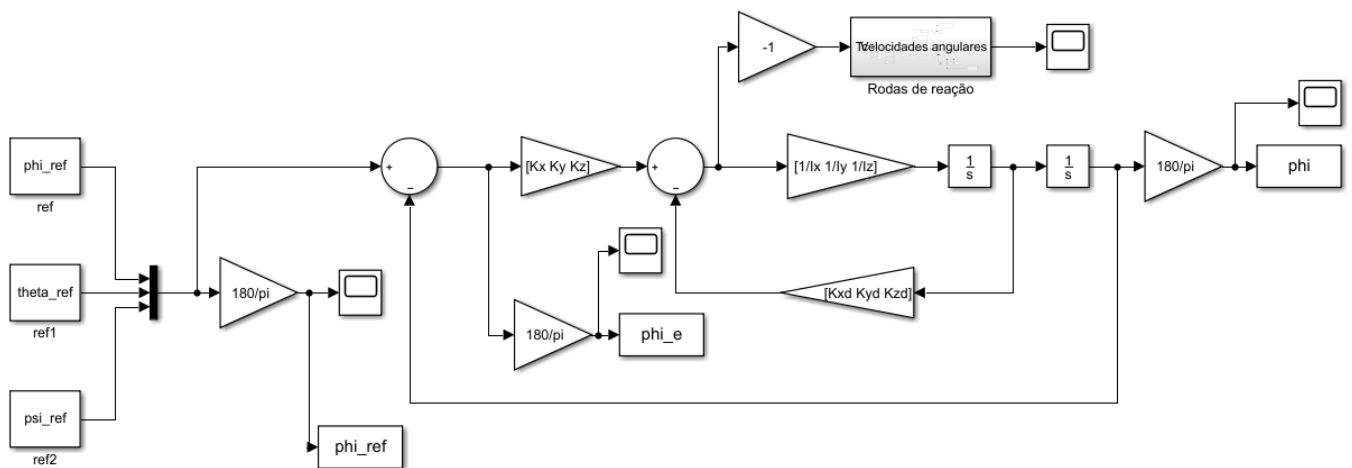 -1
Velocidades angulares
Rodas de reação
phi_ref
ref
+
−
[Kx Ky Kz]
+
−
[1/Ix 1/Iy 1/Iz]
1
s
1
s
180/pi
phi
theta_ref
ref1
180/pi
[Kxd Kyd Kzd]
180/pi
phi_e
psi_ref
ref2
phi_ref